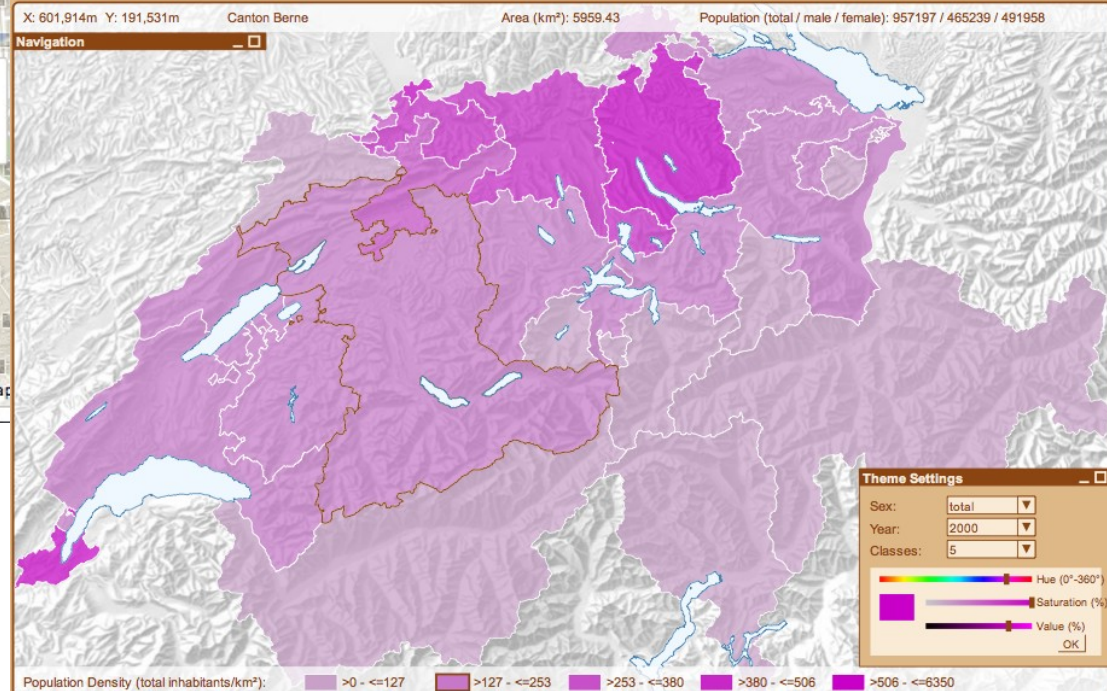 X: 601,914m Y: 191,531m Canton Berne Area (km²): 5959.43 Population (total / male / female): 957197 / 465239 / 491958
Navigation
Theme Settings
Sex: total
Year: 2000
Classes: 5
Hue (0°-360°)
Saturation (%)
Value (%)
OK
Population Density (total inhabitants/km²): >0 - <=127 >127 - <=253 >253 - <=380 >380 - <=506 >506 - <=6350